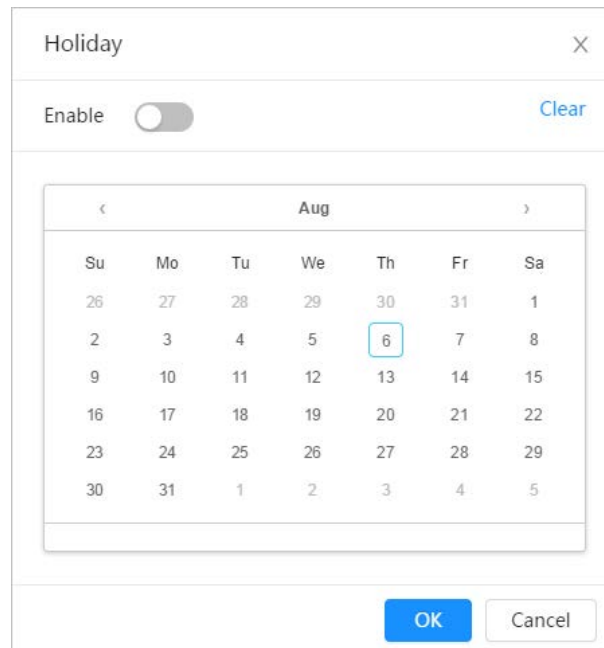 Holiday X
Enable Clear
‹ Aug ›
Su Mo Tu We Th Fr Sa
26 27 28 29 30 31 1
2 3 4 5 6 7 8
9 10 11 12 13 14 15
16 17 18 19 20 21 22
23 24 25 26 27 28 29
30 31 1 2 3 4 5
OK Cancel